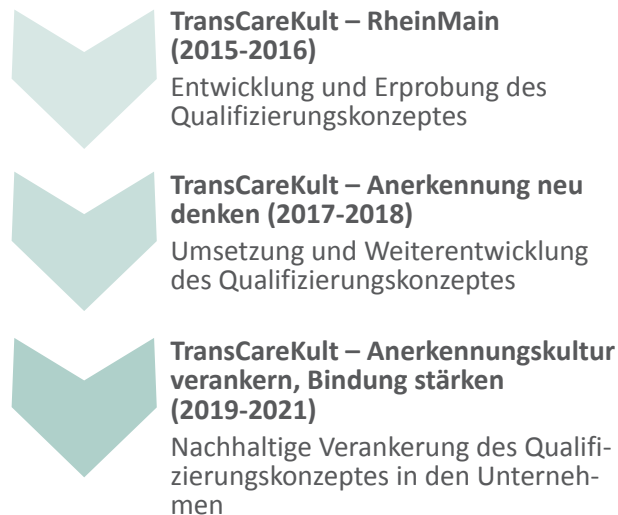 TransCareKult – RheinMain
(2015-2016)
Entwicklung und Erprobung des
Qualifizierungskonzeptes
TransCareKult – Anerkennung neu
denken (2017-2018)
Umsetzung und Weiterentwicklung
des Qualifizierungskonzeptes
TransCareKult – Anerkennungskultur
verankern, Bindung stärken
(2019-2021)
Nachhaltige Verankerung des Qualifi-
zierungskonzeptes in den Unterneh-
men